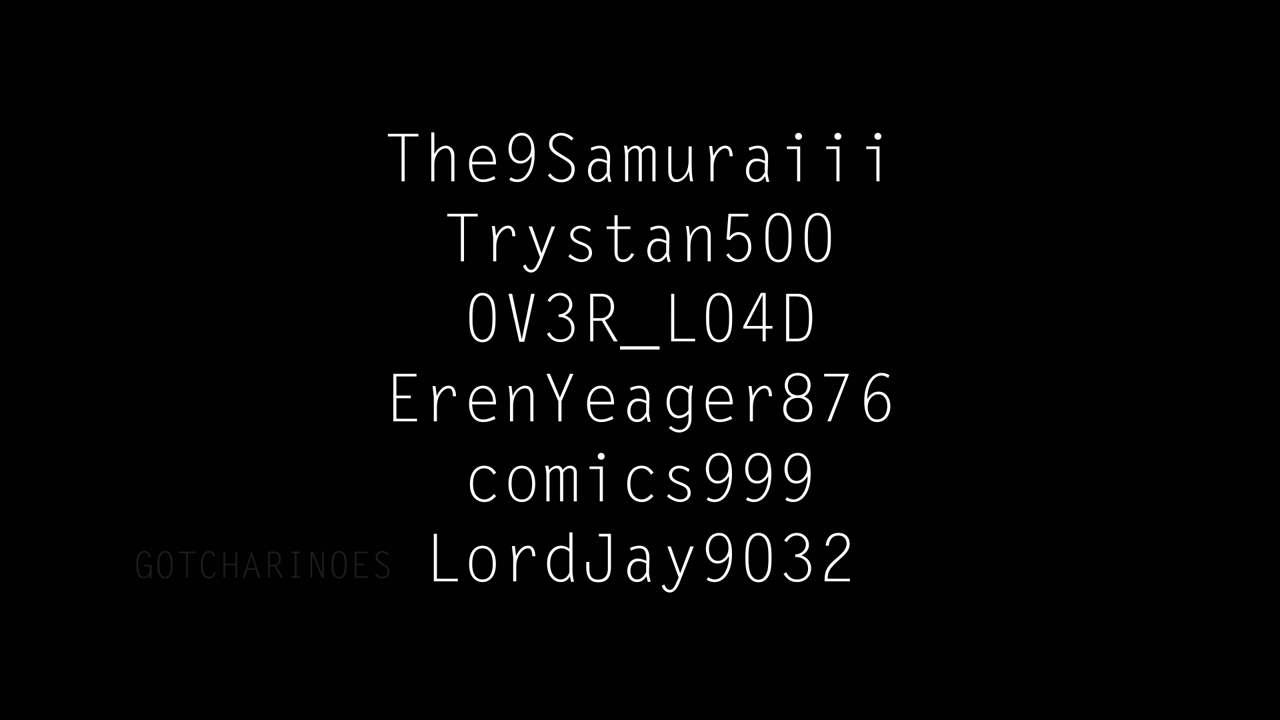 The9Samuraiii
Trystan500
0V3R_L04D
ErenYeager876
comics999
LordJay9032
GOTCHARINOES